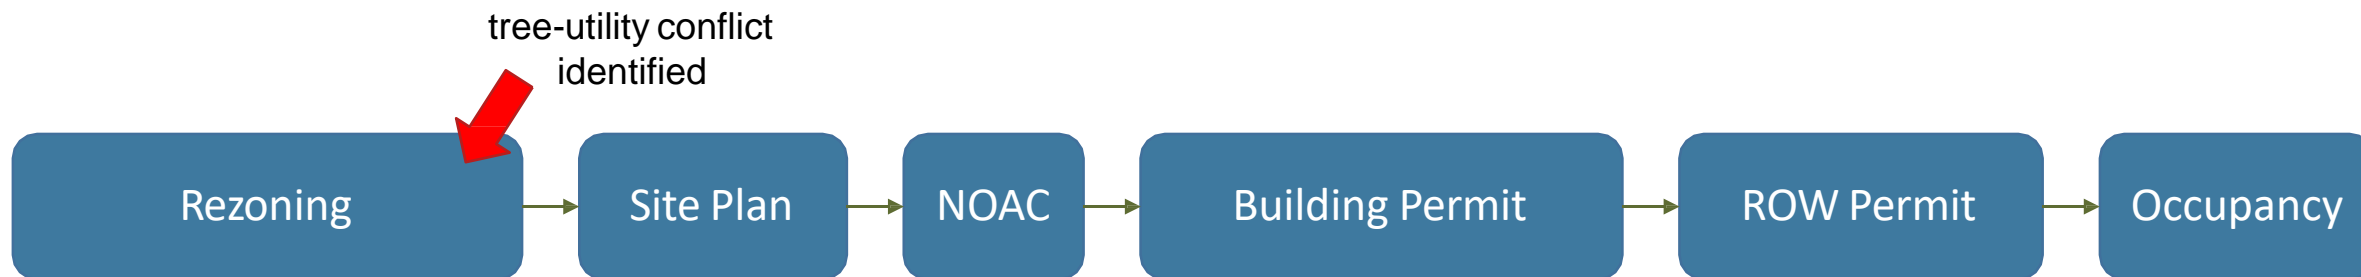 tree-utility conflict
identified
Rezoning
Site Plan
NOAC
Building Permit
ROW Permit
Occupancy